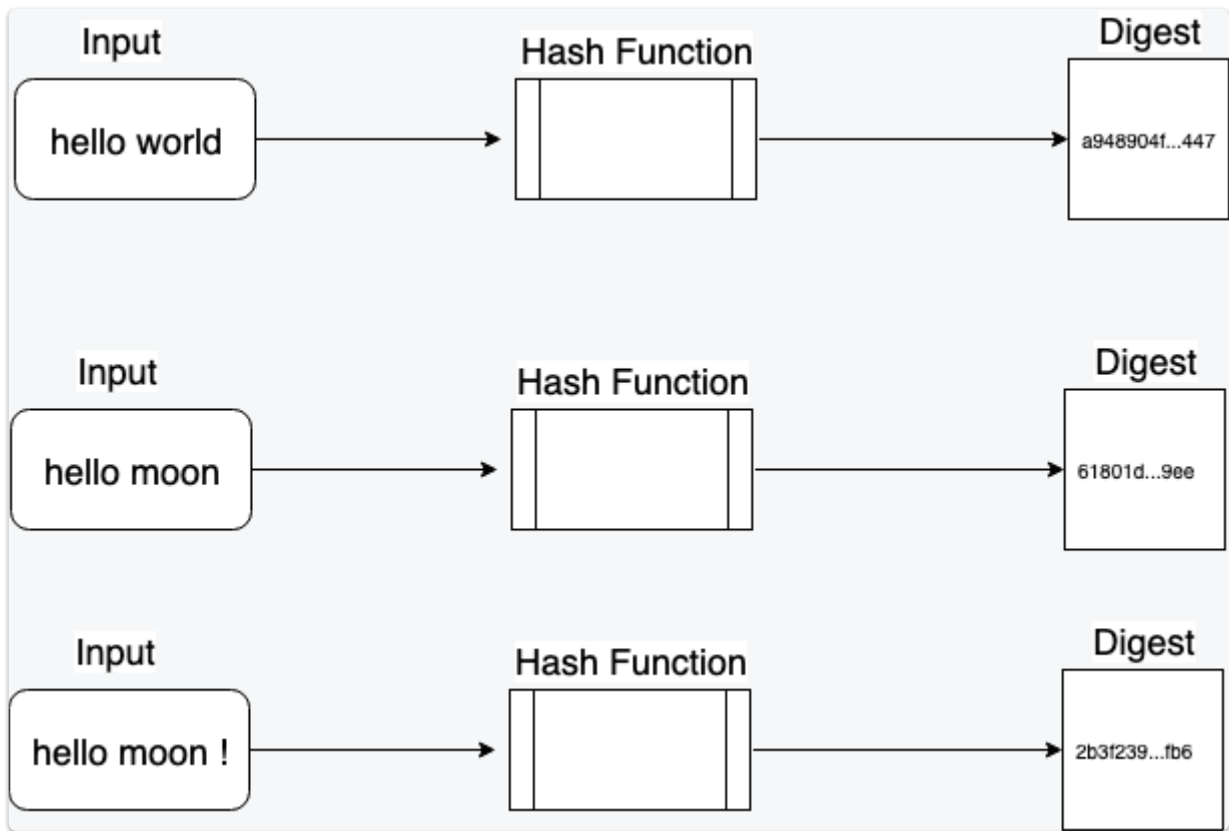 Input
Hash Function
Digest
hello world
a948904f...447
Input
Hash Function
Digest
hello moon
61801d...9ee
Input
Hash Function
Digest
hello moon !
2b3f239...fb6